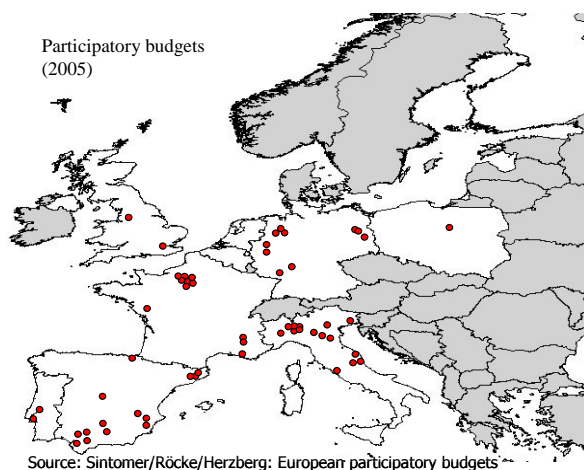 Participatory budgets
(2005)
Source: Sintomer/Röcke/Herzberg: European participatory budgets